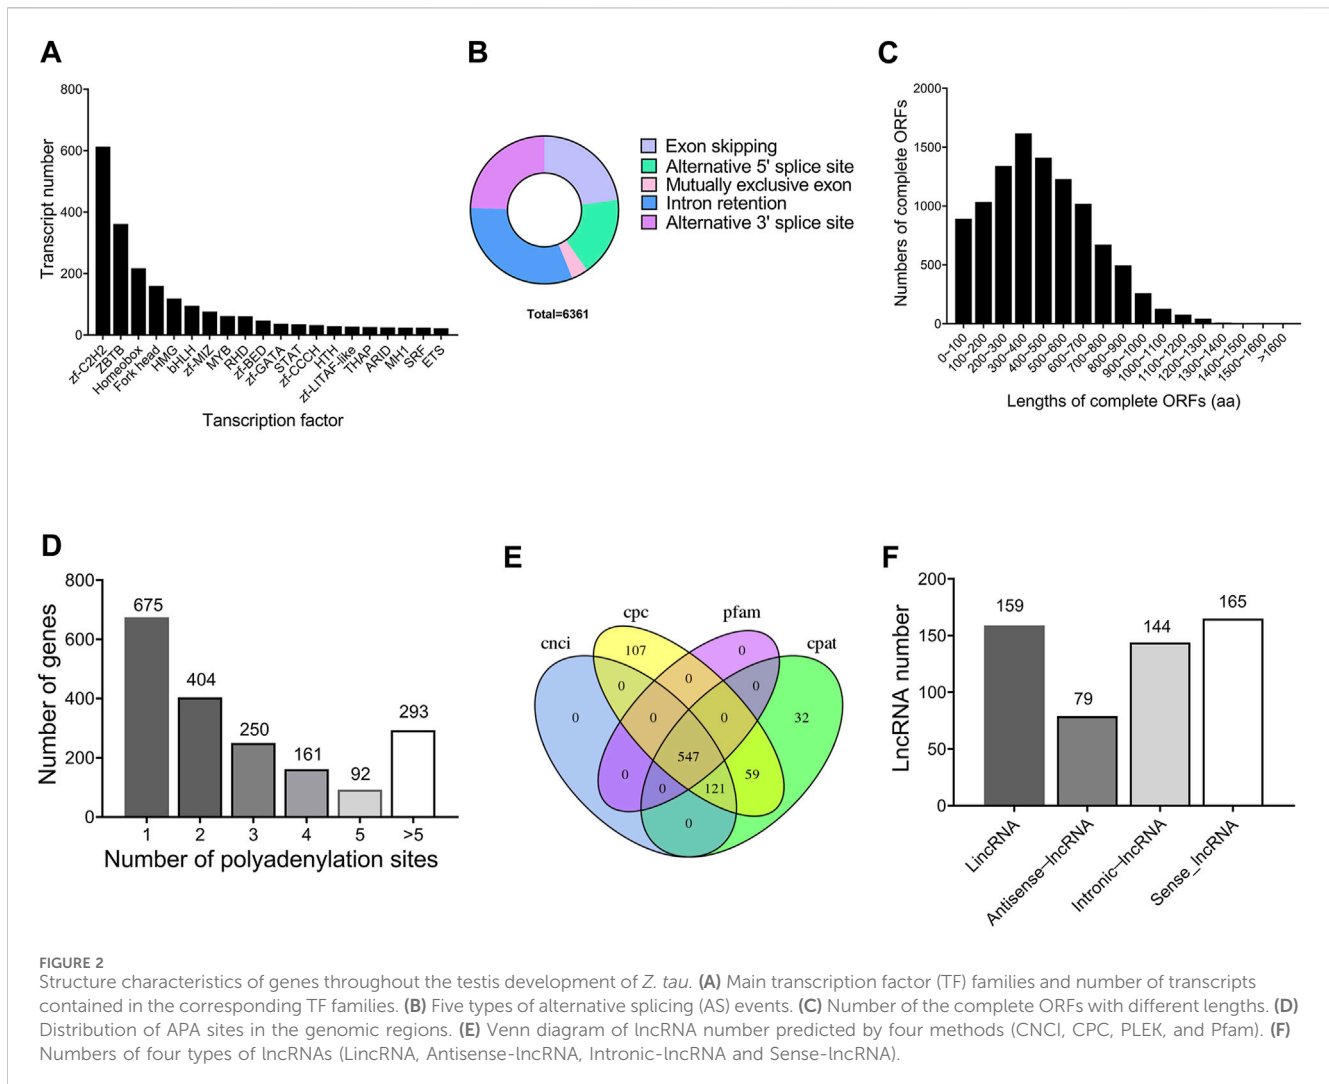 A
800
600
400
200
0
Transcript number
zf-C2H2
ZBTB
Homeobox
Fork head
HMG
bHLH
zf-MIZ
MYB
RHD
zf-BED
zf-GATA
STAT
zf-CCCH
HTH
zf-LITAF-like
THAP
ARID
MH1
SRF
ETS
Tanscription factor
B
Exon skipping
Alternative 5' splice site
Mutually exclusive exon
Intron retention
Alternative 3' splice site
Total=6361
C
2000
1500
1000
500
0
Numbers of complete ORFs
0~100
100~200
200~300
300~400
400~500
500~600
600~700
700~800
800~900
900~1000
1000~1100
1100~1200
1200~1300
1300~1400
1400~1500
1500~1600
>1600
Lengths of complete ORFs (aa)
D
800
600
400
200
0
Number of genes
675
404
250
161
92
293
1 2 3 4 5 >5
Number of polyadenylation sites
E
cnci
cpc
pfam
cpat
107
0
0
0
0
0
0
0
0
32
547
0
59
0
121
0
F
200
150
100
50
0
LncRNA number
159
79
144
165
LincRNA
Antisense-lncRNA
Intronic-lncRNA
Sense_lncRNA
FIGURE 2
Structure characteristics of genes throughout the testis development of Z. tau. (A) Main transcription factor (TF) families and number of transcripts
contained in the corresponding TF families. (B) Five types of alternative splicing (AS) events. (C) Number of the complete ORFs with different lengths. (D)
Distribution of APA sites in the genomic regions. (E) Venn diagram of lncRNA number predicted by four methods (CNCI, CPC, PLEK, and Pfam). (F)
Numbers of four types of lncRNAs (LincRNA, Antisense-lncRNA, Intronic-lncRNA and Sense-lncRNA).